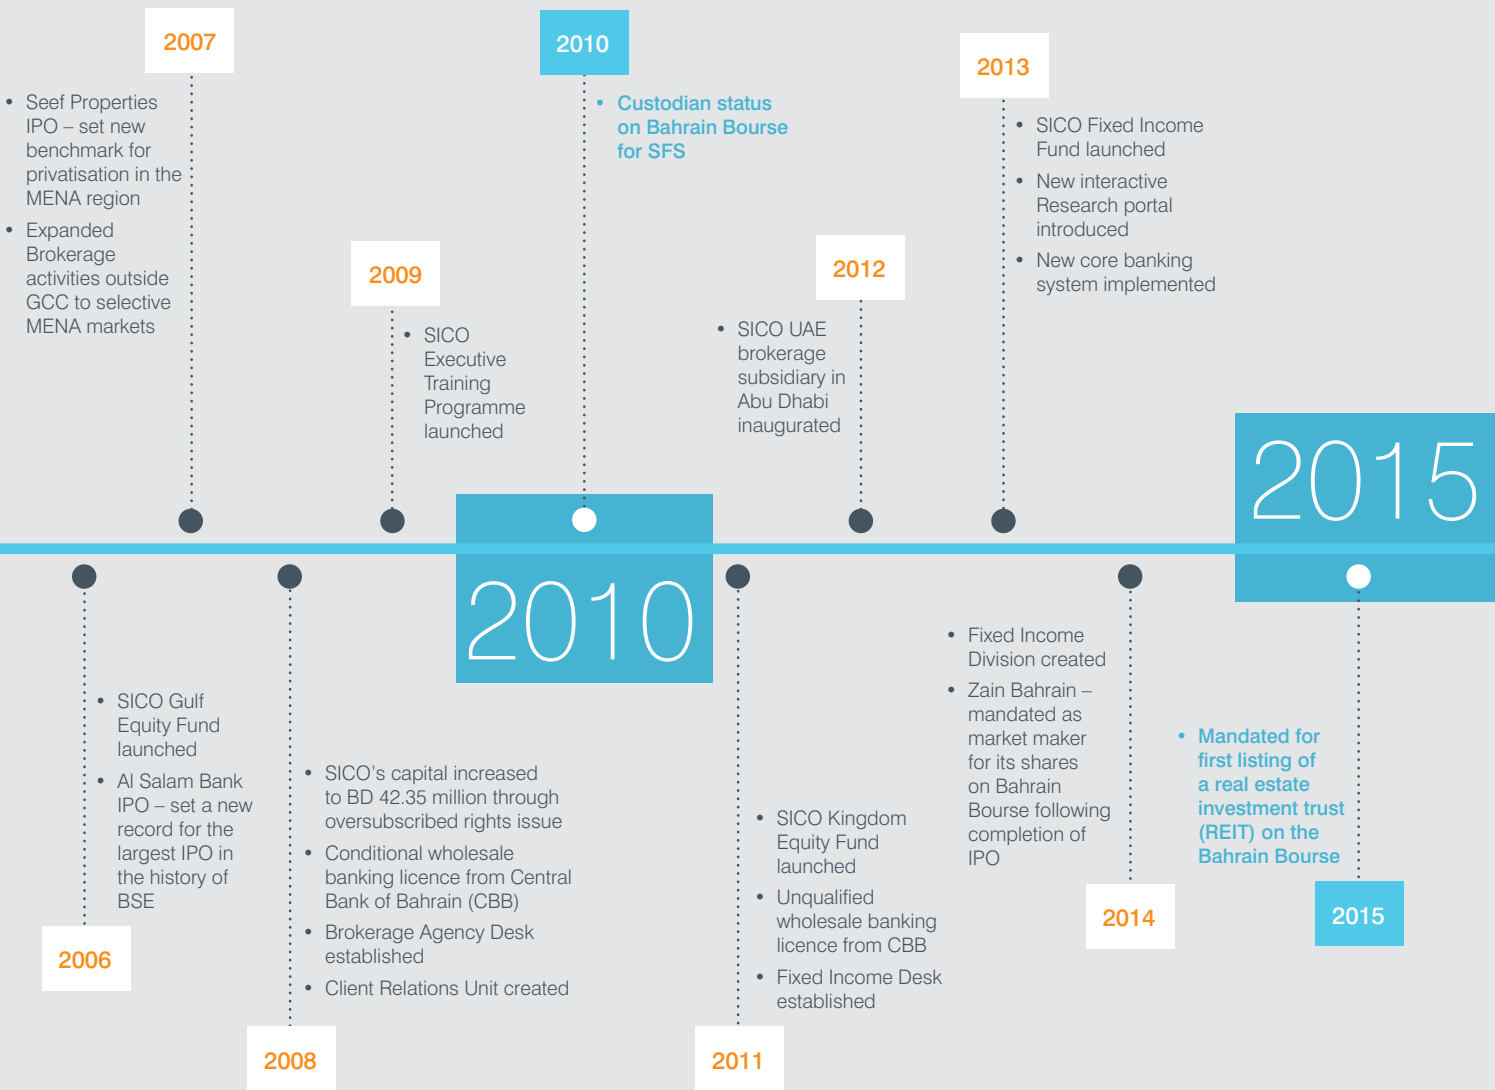 2007
• Seef Properties
IPO – set new
benchmark for
privatisation in the
MENA region
• Expanded
Brokerage
activities outside
GCC to selective
MENA markets
2009
• SICO
Executive
Training
Programme
launched
2010
• Custodian status
on Bahrain Bourse
for SFS
2012
• SICO UAE
brokerage
subsidiary in
Abu Dhabi
inaugurated
2013
• SICO Fixed Income
Fund launched
• New interactive
Research portal
introduced
• New core banking
system implemented
2015
2010
• SICO Gulf
Equity Fund
launched
• Al Salam Bank
IPO – set a new
record for the
largest IPO in
the history of
BSE
2006
• SICO's capital increased
to BD 42.35 million through
oversubscribed rights issue
• Conditional wholesale
banking licence from Central
Bank of Bahrain (CBB)
• Brokerage Agency Desk
established
• Client Relations Unit created
2008
• SICO Kingdom
Equity Fund
launched
• Unqualified
wholesale banking
licence from CBB
• Fixed Income Desk
established
2011
• Fixed Income
Division created
• Zain Bahrain –
mandated as
market maker
for its shares
on Bahrain
Bourse following
completion of
IPO
2014
• Mandated for
first listing of
a real estate
investment trust
(REIT) on the
Bahrain Bourse
2015